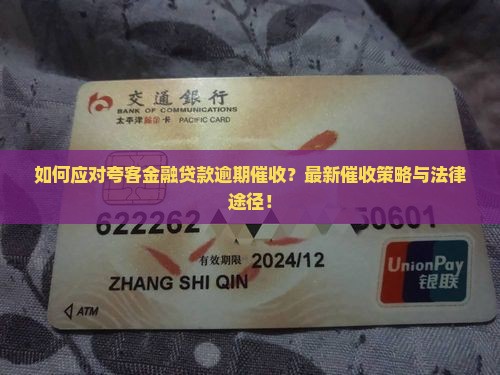 交通銀行
BANK OF COMMUNICATIONS
太平洋 卡 PACIFIC CARD
如何应对夸客金融贷款逾期催收？最新催收策略与法律
途径！
622262 0601
有效期限 2024/12
ZHANG SHI QIN
ATM
UnionPay
银联